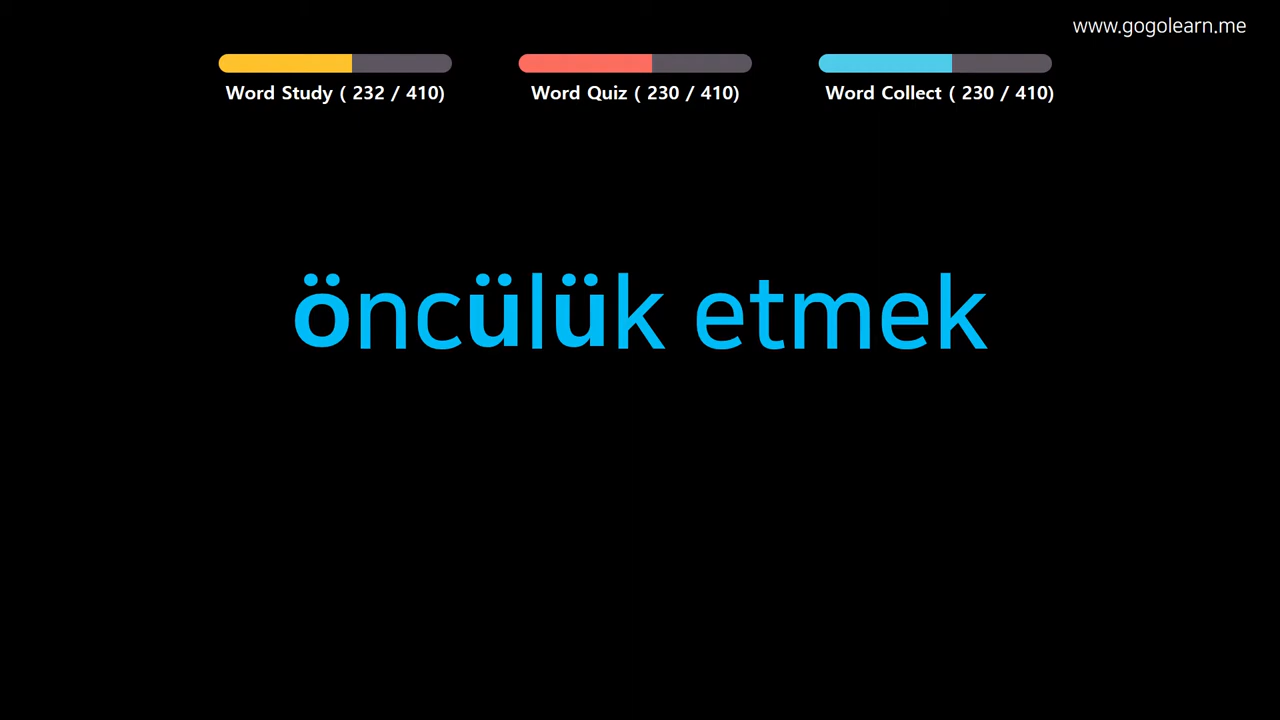 www.gogolearn.me
Word Study ( 232 / 410)
Word Quiz ( 230 / 410)
Word Collect ( 230 / 410)
öncülük etmek